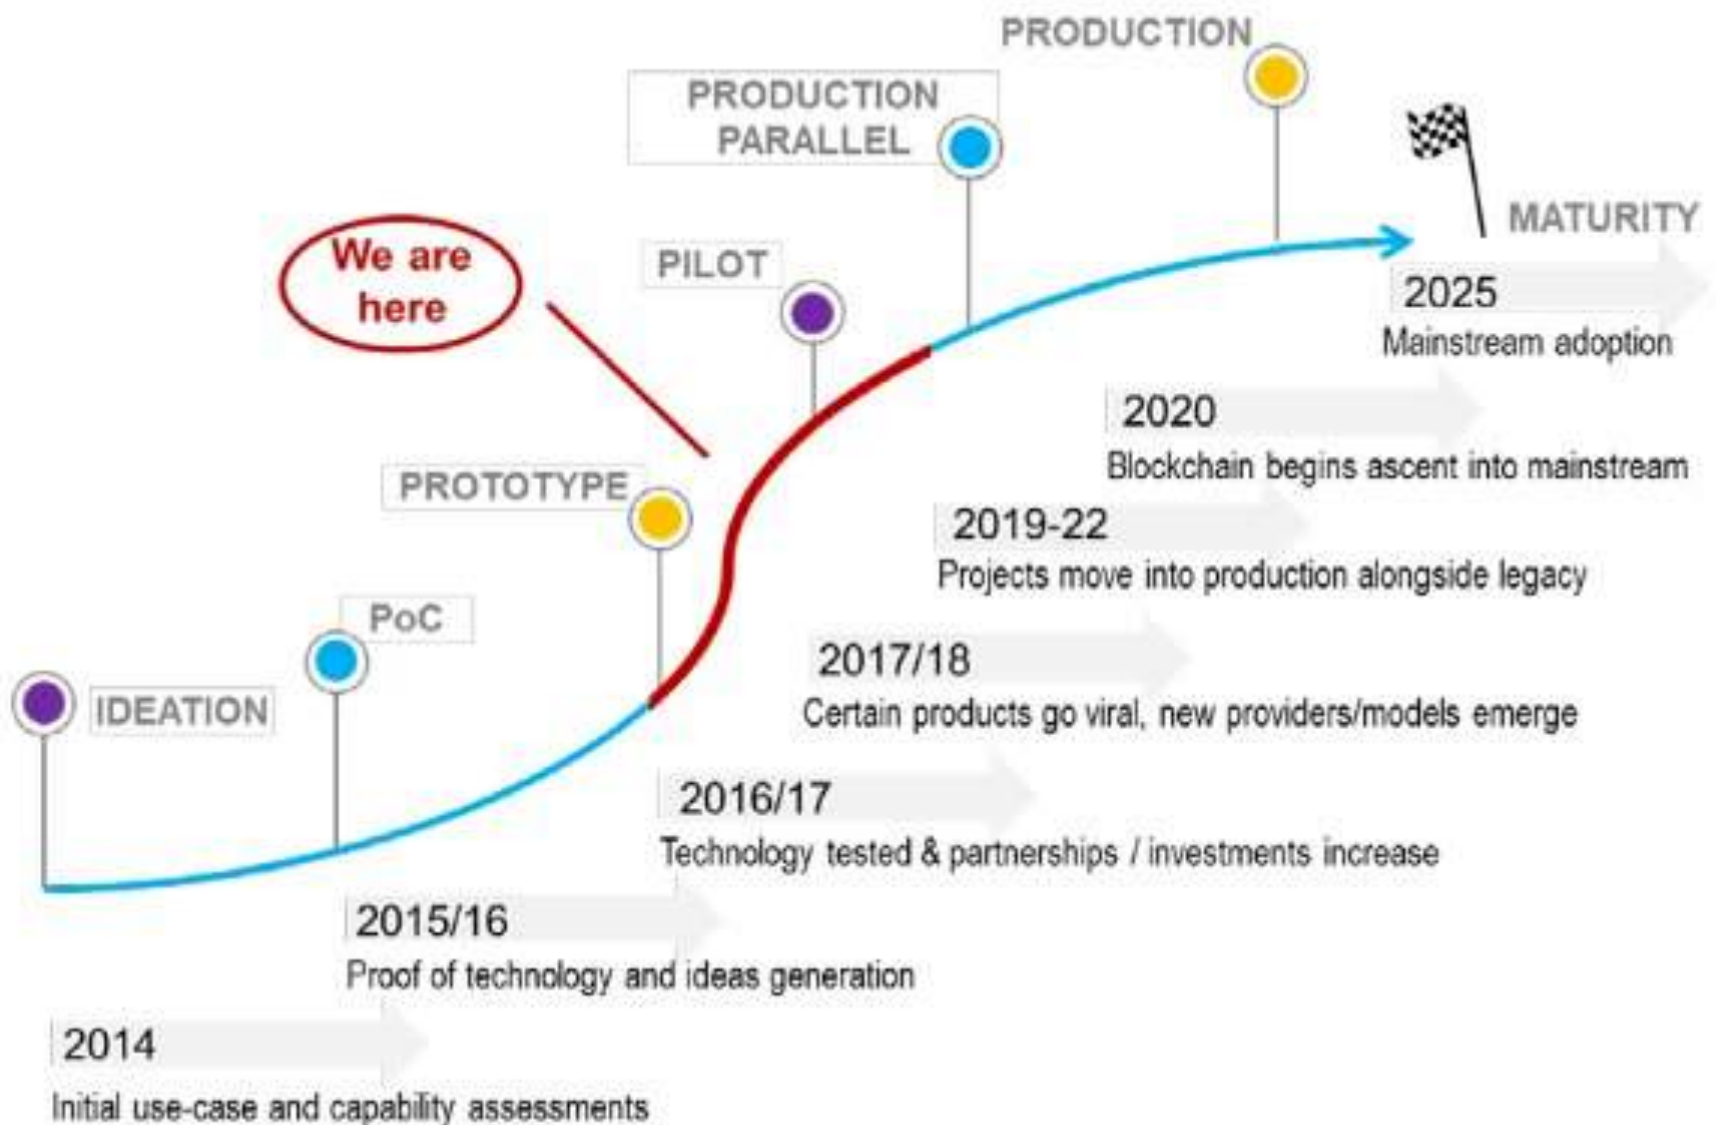 PRODUCTION
PRODUCTION
PARALLEL
MATURITY
We are
here
PILOT
2025
Mainstream adoption
2020
Blockchain begins ascent into mainstream
PROTOTYPE
2019-22
Projects move into production alongside legacy
PoC
2017/18
Certain products go viral, new providers/models emerge
IDEATION
2016/17
Technology tested & partnerships / investments increase
2015/16
Proof of technology and ideas generation
2014
Initial use-case and capability assessments